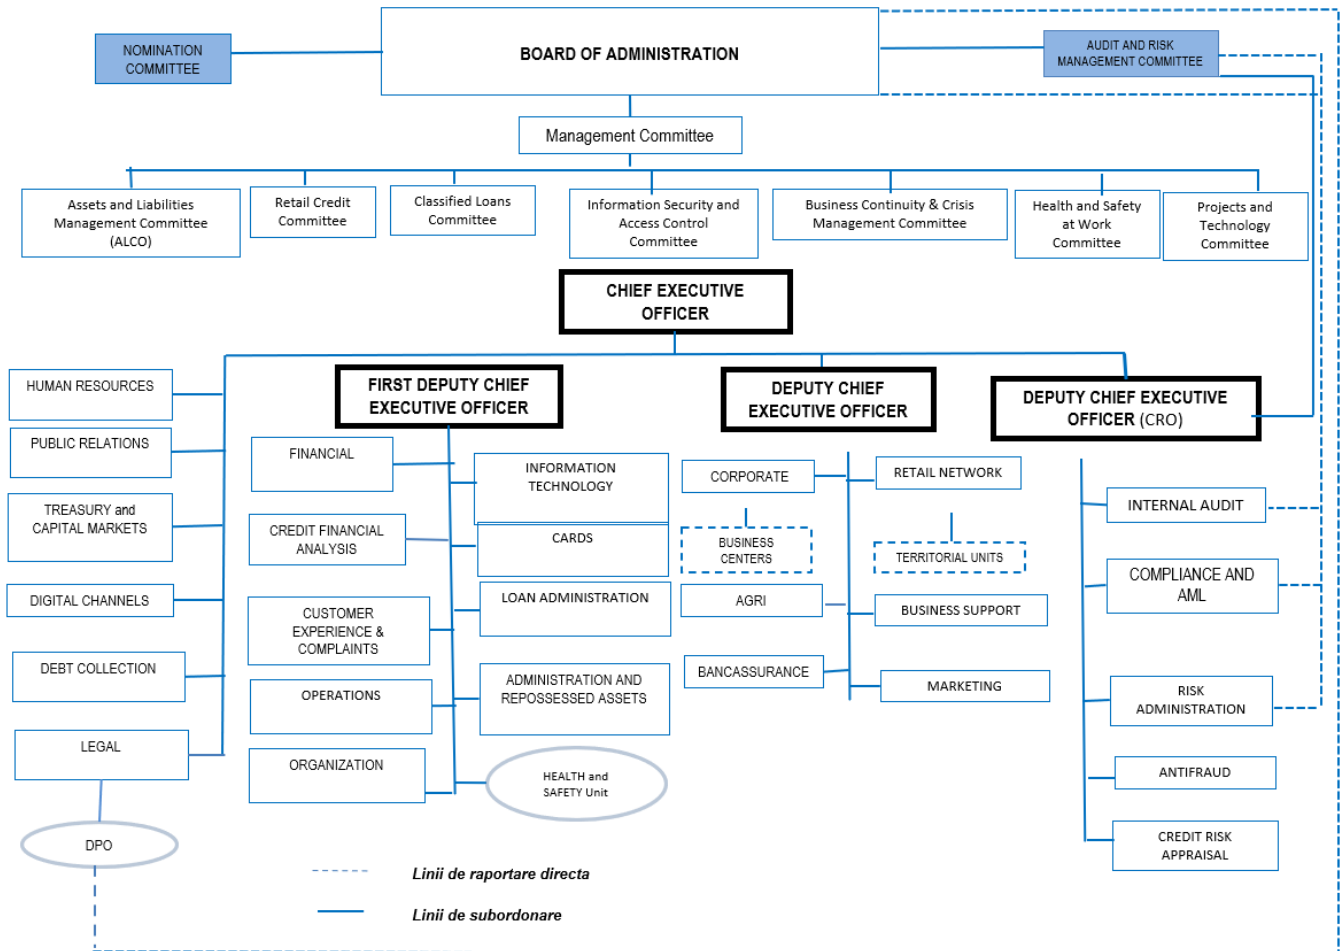 NOMINATION
COMMITTEE
BOARD OF ADMINISTRATION
AUDIT AND RISK
MANAGEMENT COMMITTEE
Management Committee
Assets and Liabilities
Management Committee
(ALCO)
Retail Credit
Committee
Classified Loans
Committee
Information Security and
Access Control
Committee
Business Continuity & Crisis
Management Committee
Health and Safety
at Work
Committee
Projects and
Technology
Committee
CHIEF EXECUTIVE
OFFICER
HUMAN RESOURCES
PUBLIC RELATIONS
TREASURY and
CAPITAL MARKETS
DIGITAL CHANNELS
DEBT COLLECTION
LEGAL
DPO
FIRST DEPUTY CHIEF
EXECUTIVE OFFICER
FINANCIAL
INFORMATION
TECHNOLOGY
CREDIT FINANCIAL
ANALYSIS
CARDS
CUSTOMER
EXPERIENCE &
COMPLAINTS
LOAN ADMINISTRATION
OPERATIONS
ADMINISTRATION AND
REPOSSESSED ASSETS
ORGANIZATION
HEALTH and
SAFETY Unit
DEPUTY CHIEF
EXECUTIVE OFFICER
CORPORATE
RETAIL NETWORK
BUSINESS
CENTERS
TERRITORIAL UNITS
AGRI
BUSINESS SUPPORT
BANCASSURANCE
MARKETING
DEPUTY CHIEF EXECUTIVE
OFFICER (CRO)
INTERNAL AUDIT
COMPLIANCE AND
AML
RISK
ADMINISTRATION
ANTIFRAUD
CREDIT RISK
APPRAISAL
Linii de raportare directa
Linii de subordonare